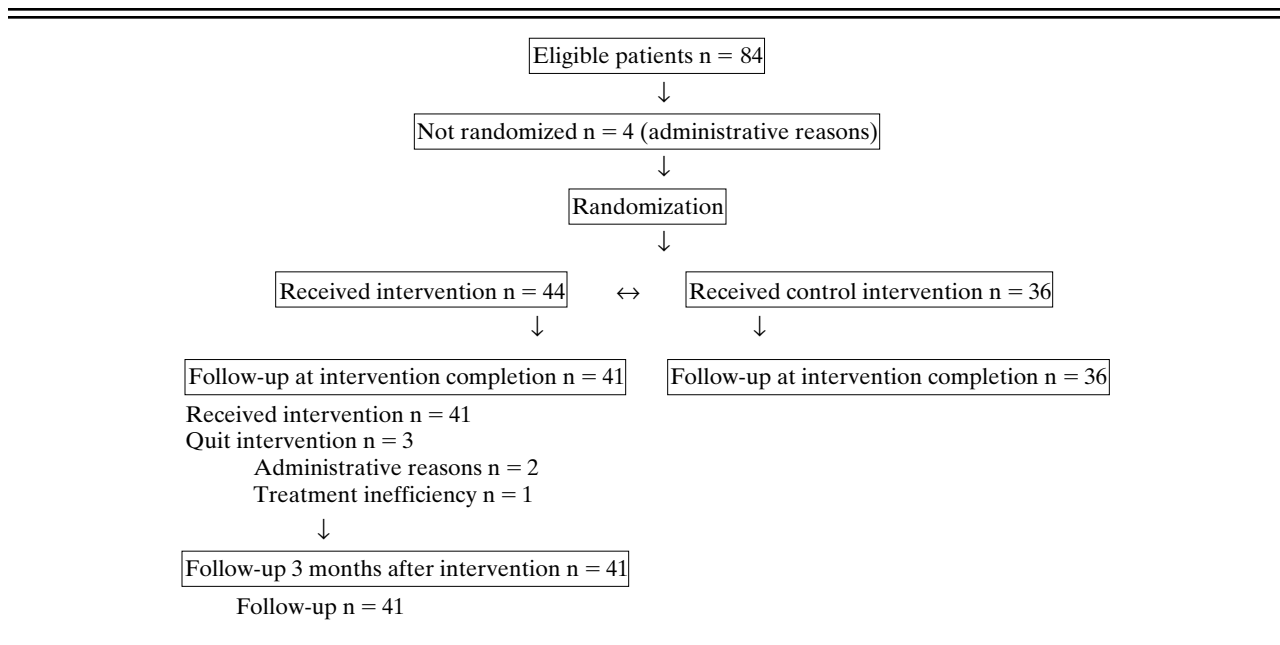 Eligible patients n = 84
↓
Not randomized n = 4 (administrative reasons)
↓
Randomization
↓
Received intervention n = 44 ↔ Received control intervention n = 36
↓ ↓
Follow-up at intervention completion n = 41 Follow-up at intervention completion n = 36
Received intervention n = 41
Quit intervention n = 3
Administrative reasons n = 2
Treatment inefficiency n = 1
↓
Follow-up 3 months after intervention n = 41
Follow-up n = 41